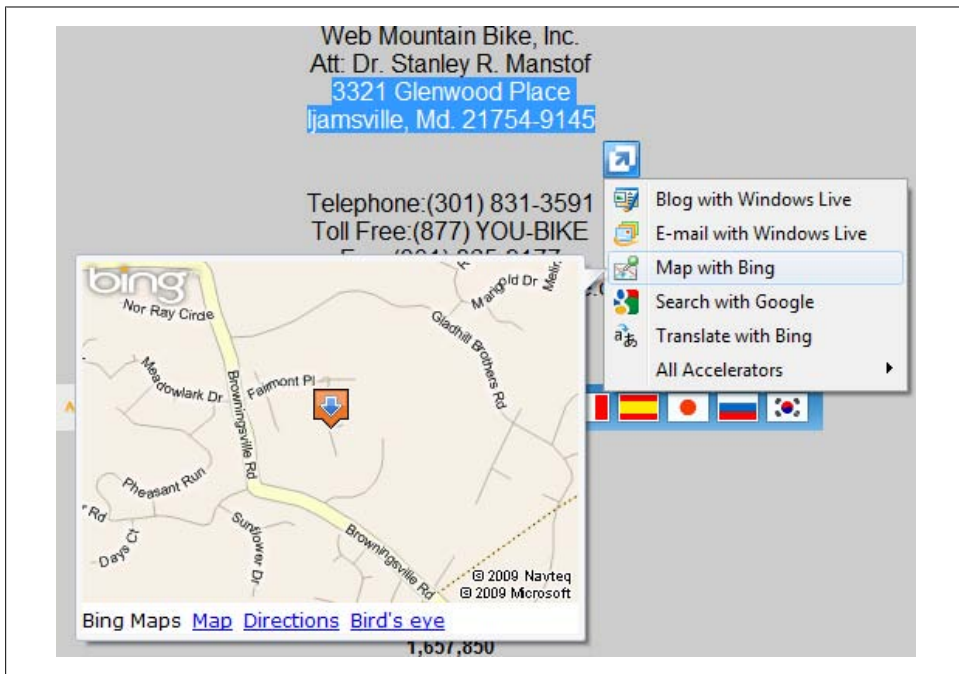 Web Mountain Bike, Inc.
Att: Dr. Stanley R. Manstof
3321 Glenwood Place
Ijamsville, Md. 21754-9145
Telephone:(301) 831-3591
Toll Free:(877) YOU-BIKE
Blog with Windows Live
E-mail with Windows Live
Map with Bing
Search with Google
Translate with Bing
All Accelerators
bing
Nor Ray Circle
Marigold Dr
Gladhill Brothers Rd
Meadowlark Dr
Fairmont Pl
Browningsville Rd
Pheasant Run
Rd
Days Ct
Sunflower Dr
Browningsville Rd
© 2009 Navteq
© 2009 Microsoft
Bing Maps Map Directions Bird's eye
1,657,850